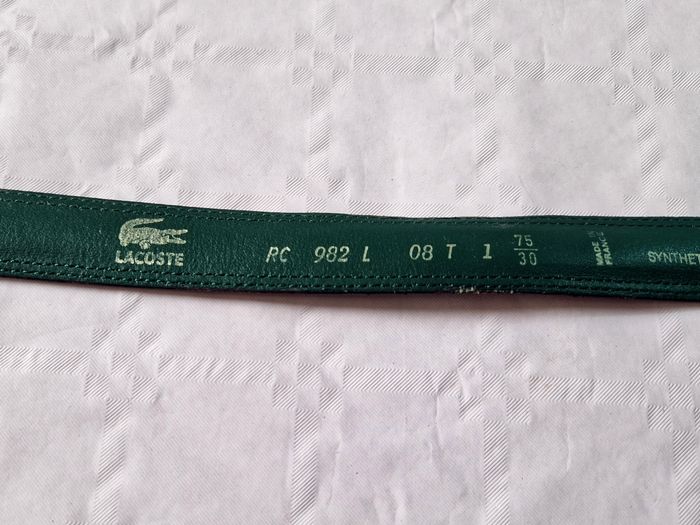 LACOSTE
RC 982 L 08 T 1 75
30
MADE IN
FRANCE
SYNTHET